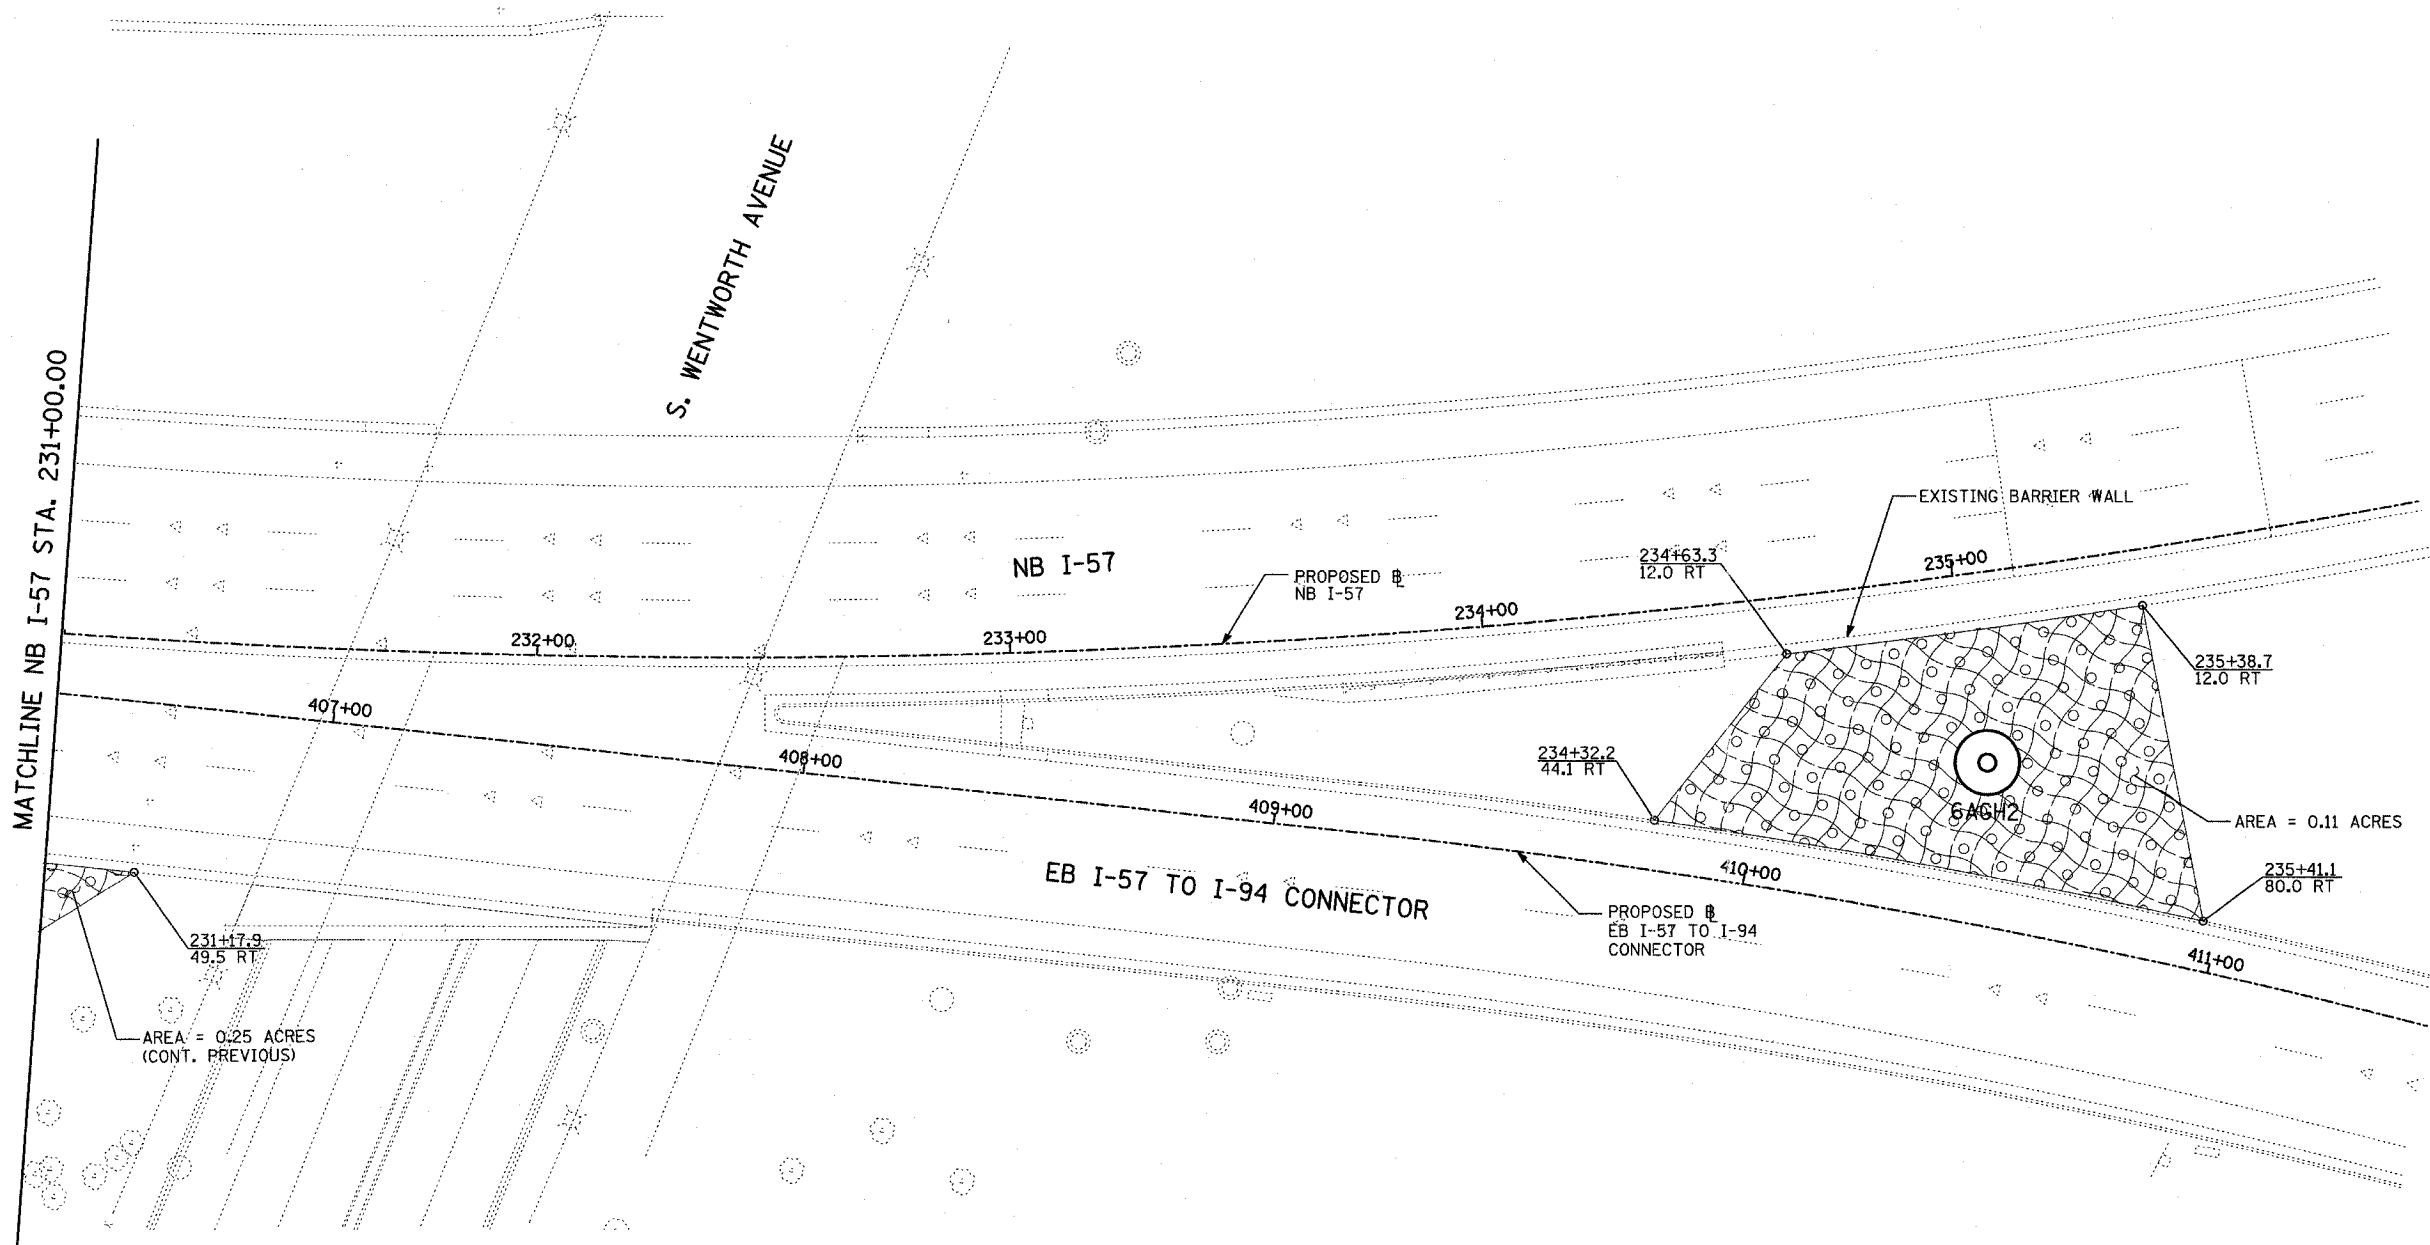 MATCHLINE NB I-57 STA. 231+00.00
S. WENTWORTH AVENUE
NB I-57
PROPOSED ⅊
NB I-57
EXISTING BARRIER WALL
234+63.3
12.0 RT
235+00
234+00
233+00
232+00
235+38.7
12.0 RT
407+00
408+00
409+00
234+32.2
44.1 RT
6AGH2
AREA = 0.11 ACRES
410+00
235+41.1
80.0 RT
EB I-57 TO I-94 CONNECTOR
PROPOSED ⅊
EB I-57 TO I-94
CONNECTOR
411+00
231+17.9
49.5 RT
AREA = 0.25 ACRES
(CONT. PREVIOUS)